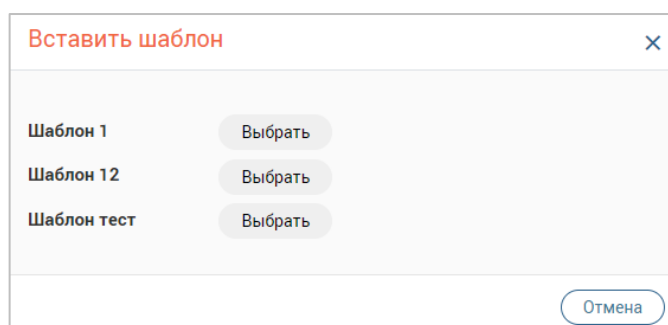 Вставить шаблон
Шаблон 1 Выбрать
Шаблон 12 Выбрать
Шаблон тест Выбрать
Отмена